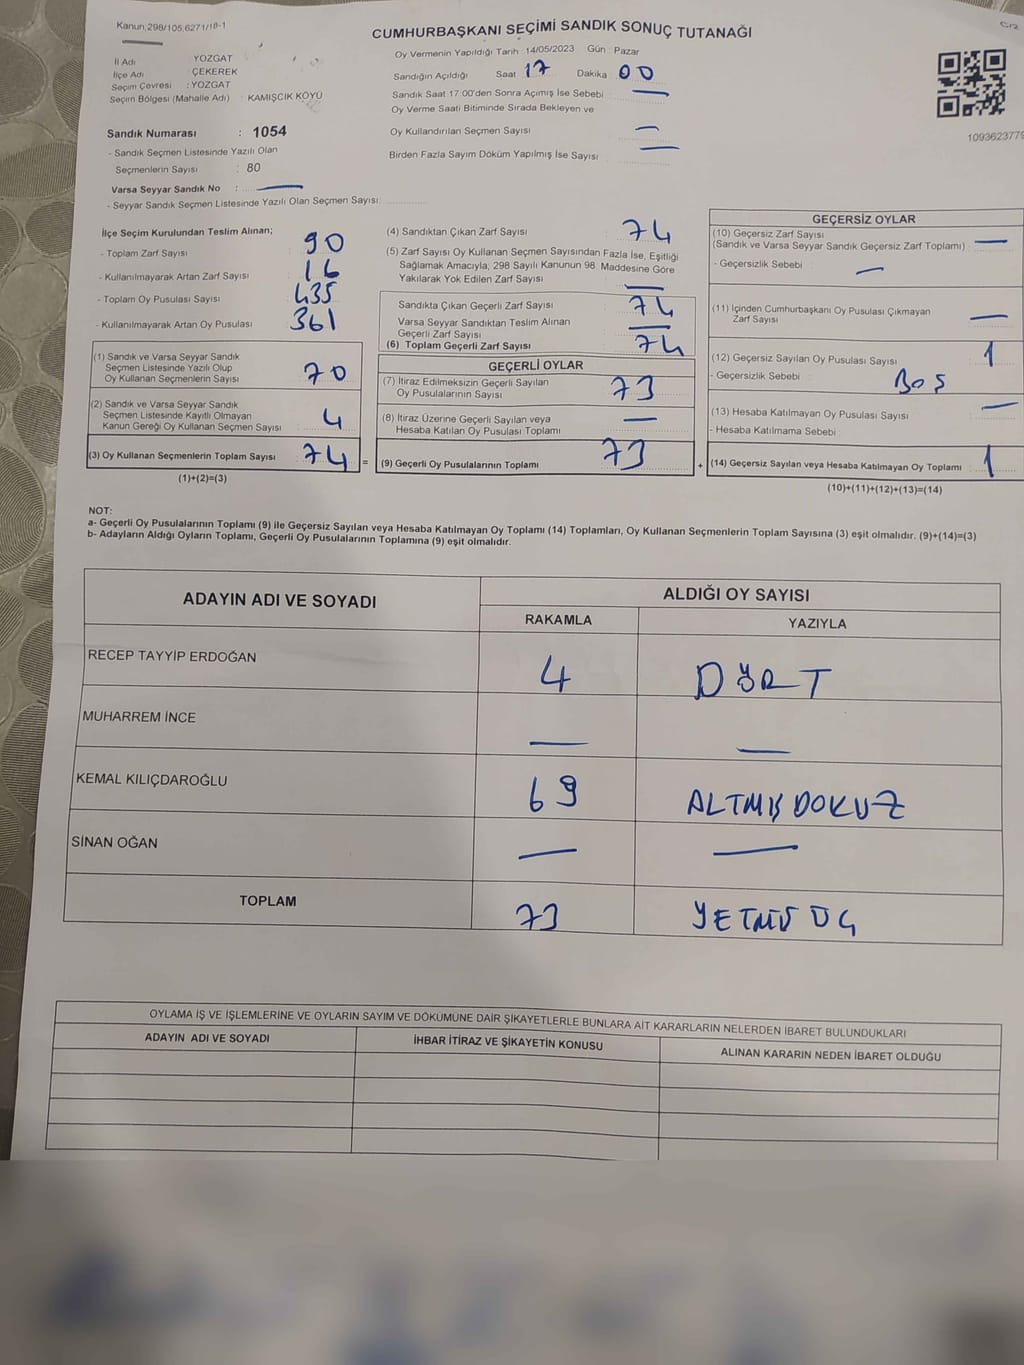 Kanun,298/105,6271/18-1
CUMHURBAŞKANI SEÇİMİ SANDIK SONUÇ TUTANAĞI
İl Adı YOZGAT
İlçe Adı : ÇEKEREK
Seçim Çevresi : YOZGAT
Seçim Bölgesi (Mahalle Adı) : KAMIŞCIK KÖYÜ
Sandık Numarası : 1054
- Sandık Seçmen Listesinde Yazılı Olan
Seçmenlerin Sayısı : 80
Varsa Seyyar Sandık No : —
- Seyyar Sandık Seçmen Listesinde Yazılı Olan Seçmen Sayısı:
Oy Vermenin Yapıldığı Tarih :14/05/2023 Gün : Pazar
Sandığın Açıldığı Saat 17 Dakika 00
Sandık Saat 17:00'den Sonra Açımış İse Sebebi —
Oy Verme Saati Bitiminde Sırada Bekleyen ve
Oy Kullandırılan Seçmen Sayısı —
Birden Fazla Sayım Döküm Yapılmış İse Sayısı —
1093623779
İlçe Seçim Kurulundan Teslim Alınan;
- Toplam Zarf Sayısı 90
- Kullanılmayarak Artan Zarf Sayısı 16
- Toplam Oy Pusulası Sayısı 435
- Kullanılmayarak Artan Oy Pusulası 361
(1) Sandık ve Varsa Seyyar Sandık
Seçmen Listesinde Yazılı Olup
Oy Kullanan Seçmenlerin Sayısı 70
(2) Sandık ve Varsa Seyyar Sandık
Seçmen Listesinde Kayıtlı Olmayan
Kanun Gereği Oy Kullanan Seçmen Sayısı 4
(3) Oy Kullanan Seçmenlerin Toplam Sayısı 74 =
(1)+(2)=(3)
(4) Sandıktan Çıkan Zarf Sayısı 74
(5) Zarf Sayısı Oy Kullanan Seçmen Sayısından Fazla İse, Eşitliği
Sağlamak Amacıyla; 298 Sayılı Kanunun 98. Maddesine Göre
Yakılarak Yok Edilen Zarf Sayısı —
Sandıkta Çıkan Geçerli Zarf Sayısı 74
Varsa Seyyar Sandıktan Teslim Alınan
Geçerli Zarf Sayısı —
(6) Toplam Geçerli Zarf Sayısı 74
GEÇERLİ OYLAR
(7) İtiraz Edilmeksizin Geçerli Sayılan
Oy Pusulalarının Sayısı 73
(8) İtiraz Üzerine Geçerli Sayılan veya
Hesaba Katılan Oy Pusulası Toplamı —
(9) Geçerli Oy Pusulalarının Toplamı 73 +
GEÇERSİZ OYLAR
(10) Geçersiz Zarf Sayısı
(Sandık ve Varsa Seyyar Sandık Geçersiz Zarf Toplamı) —
- Geçersizlik Sebebi : —
(11) İçinden Cumhurbaşkanı Oy Pusulası Çıkmayan
Zarf Sayısı —
(12) Geçersiz Sayılan Oy Pusulası Sayısı 1
- Geçersizlik Sebebi : BOŞ
(13) Hesaba Katılmayan Oy Pusulası Sayısı —
- Hesaba Katılmama Sebebi
(14) Geçersiz Sayılan veya Hesaba Katılmayan Oy Toplamı 1
(10)+(11)+(12)+(13)=(14)
NOT:
a- Geçerli Oy Pusulalarının Toplamı (9) ile Geçersiz Sayılan veya Hesaba Katılmayan Oy Toplamı (14) Toplamları, Oy Kullanan Seçmenlerin Toplam Sayısına (3) eşit olmalıdır. (9)+(14)=(3)
b- Adayların Aldığı Oyların Toplamı, Geçerli Oy Pusulalarının Toplamına (9) eşit olmalıdır.
ADAYIN ADI VE SOYADI
ALDIĞI OY SAYISI
RAKAMLA YAZIYLA
RECEP TAYYİP ERDOĞAN 4 DÖRT
MUHARREM İNCE — —
KEMAL KILIÇDAROĞLU 69 ALTMIŞ DOKUZ
SİNAN OĞAN — —
TOPLAM 73 YETMİŞ ÜÇ
OYLAMA İŞ VE İŞLEMLERİNE VE OYLARIN SAYIM VE DÖKÜMÜNE DAİR ŞİKAYETLERLE BUNLARA AİT KARARLARIN NELERDEN İBARET BULUNDUKLARI
ADAYIN ADI VE SOYADI İHBAR İTİRAZ VE ŞİKAYETİN KONUSU ALINAN KARARIN NEDEN İBARET OLDUĞU